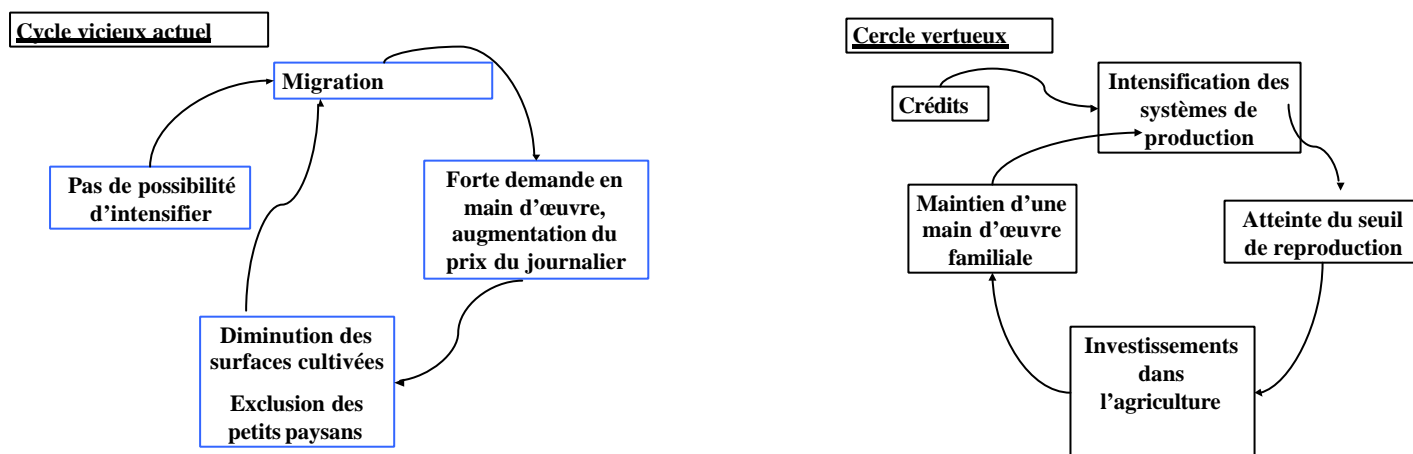 Cycle vicieux actuel
Migration
Pas de possibilité
d’intensifier
Forte demande en
main d’œuvre,
augmentation du
prix du journalier
Diminution des
surfaces cultivées
Exclusion des
petits paysans
Cercle vertueux
Crédits
Intensification des
systèmes de
production
Maintien d’une
main d’œuvre
familiale
Atteinte du seuil
de reproduction
Investissements
dans
l’agriculture